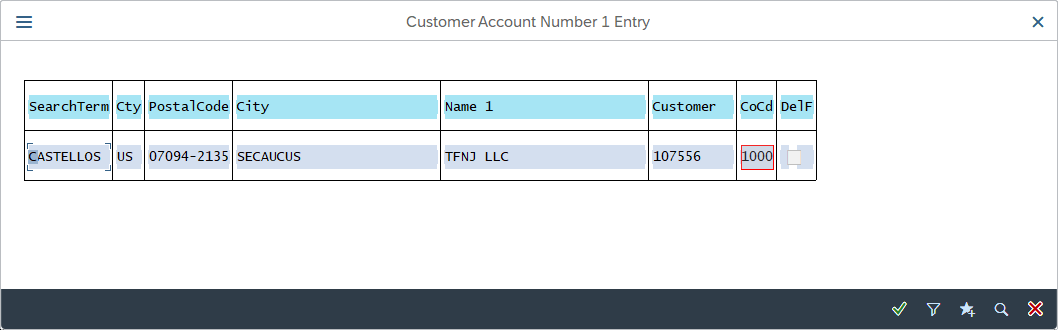 Customer Account Number 1 Entry
SearchTerm Cty PostalCode City Name 1 Customer CoCd DelF
CASTELLOS US 07094-2135 SECAUCUS TFNJ LLC 107556 1000